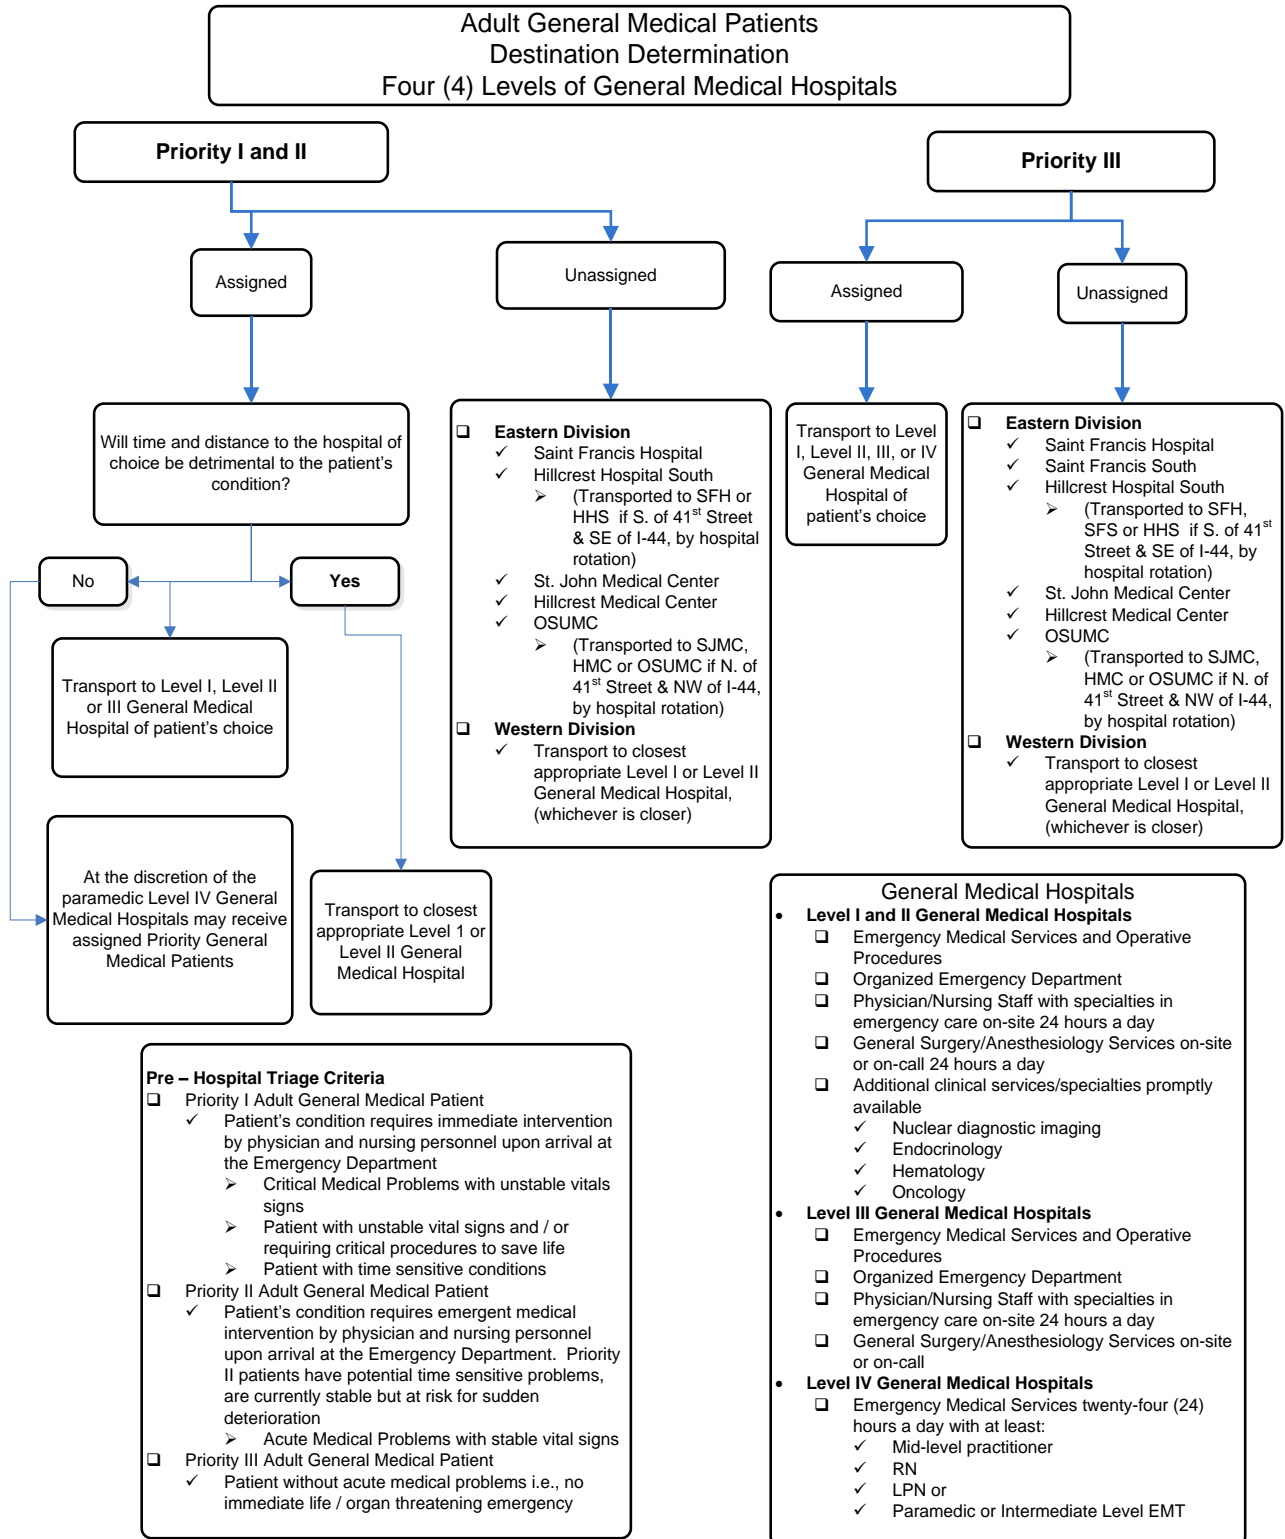 Adult General Medical Patients
Destination Determination
Four (4) Levels of General Medical Hospitals
Priority I and II
Priority III
Assigned
Unassigned
Assigned
Unassigned
Will time and distance to the hospital of
choice be detrimental to the patient’s
condition?
No
Yes
Transport to Level I, Level II
or III General Medical
Hospital of patient’s choice
At the discretion of the
paramedic Level IV General
Medical Hospitals may receive
assigned Priority General
Medical Patients
Transport to closest
appropriate Level 1 or
Level II General
Medical Hospital
❑ Eastern Division
✓ Saint Francis Hospital
✓ Hillcrest Hospital South
➢ (Transported to SFH or
HHS if S. of 41st Street
& SE of I-44, by hospital
rotation)
✓ St. John Medical Center
✓ Hillcrest Medical Center
✓ OSUMC
➢ (Transported to SJMC,
HMC or OSUMC if N. of
41st Street & NW of I-44,
by hospital rotation)
❑ Western Division
✓ Transport to closest
appropriate Level I or Level II
General Medical Hospital,
(whichever is closer)
Transport to Level
I, Level II, III, or IV
General Medical
Hospital of
patient’s choice
❑ Eastern Division
✓ Saint Francis Hospital
✓ Saint Francis South
✓ Hillcrest Hospital South
➢ (Transported to SFH,
SFS or HHS if S. of 41st
Street & SE of I-44, by
hospital rotation)
✓ St. John Medical Center
✓ Hillcrest Medical Center
✓ OSUMC
➢ (Transported to SJMC,
HMC or OSUMC if N. of
41st Street & NW of I-44,
by hospital rotation)
❑ Western Division
✓ Transport to closest
appropriate Level I or Level II
General Medical Hospital,
(whichever is closer)
Pre – Hospital Triage Criteria
❑ Priority I Adult General Medical Patient
✓ Patient’s condition requires immediate intervention
by physician and nursing personnel upon arrival at
the Emergency Department
➢ Critical Medical Problems with unstable vitals
signs
➢ Patient with unstable vital signs and / or
requiring critical procedures to save life
➢ Patient with time sensitive conditions
❑ Priority II Adult General Medical Patient
✓ Patient’s condition requires emergent medical
intervention by physician and nursing personnel
upon arrival at the Emergency Department. Priority
II patients have potential time sensitive problems,
are currently stable but at risk for sudden
deterioration
➢ Acute Medical Problems with stable vital signs
❑ Priority III Adult General Medical Patient
✓ Patient without acute medical problems i.e., no
immediate life / organ threatening emergency
General Medical Hospitals
• Level I and II General Medical Hospitals
❑ Emergency Medical Services and Operative
Procedures
❑ Organized Emergency Department
❑ Physician/Nursing Staff with specialties in
emergency care on-site 24 hours a day
❑ General Surgery/Anesthesiology Services on-site
or on-call 24 hours a day
❑ Additional clinical services/specialties promptly
available
✓ Nuclear diagnostic imaging
✓ Endocrinology
✓ Hematology
✓ Oncology
• Level III General Medical Hospitals
❑ Emergency Medical Services and Operative
Procedures
❑ Organized Emergency Department
❑ Physician/Nursing Staff with specialties in
emergency care on-site 24 hours a day
❑ General Surgery/Anesthesiology Services on-site
or on-call
• Level IV General Medical Hospitals
❑ Emergency Medical Services twenty-four (24)
hours a day with at least:
✓ Mid-level practitioner
✓ RN
✓ LPN or
✓ Paramedic or Intermediate Level EMT